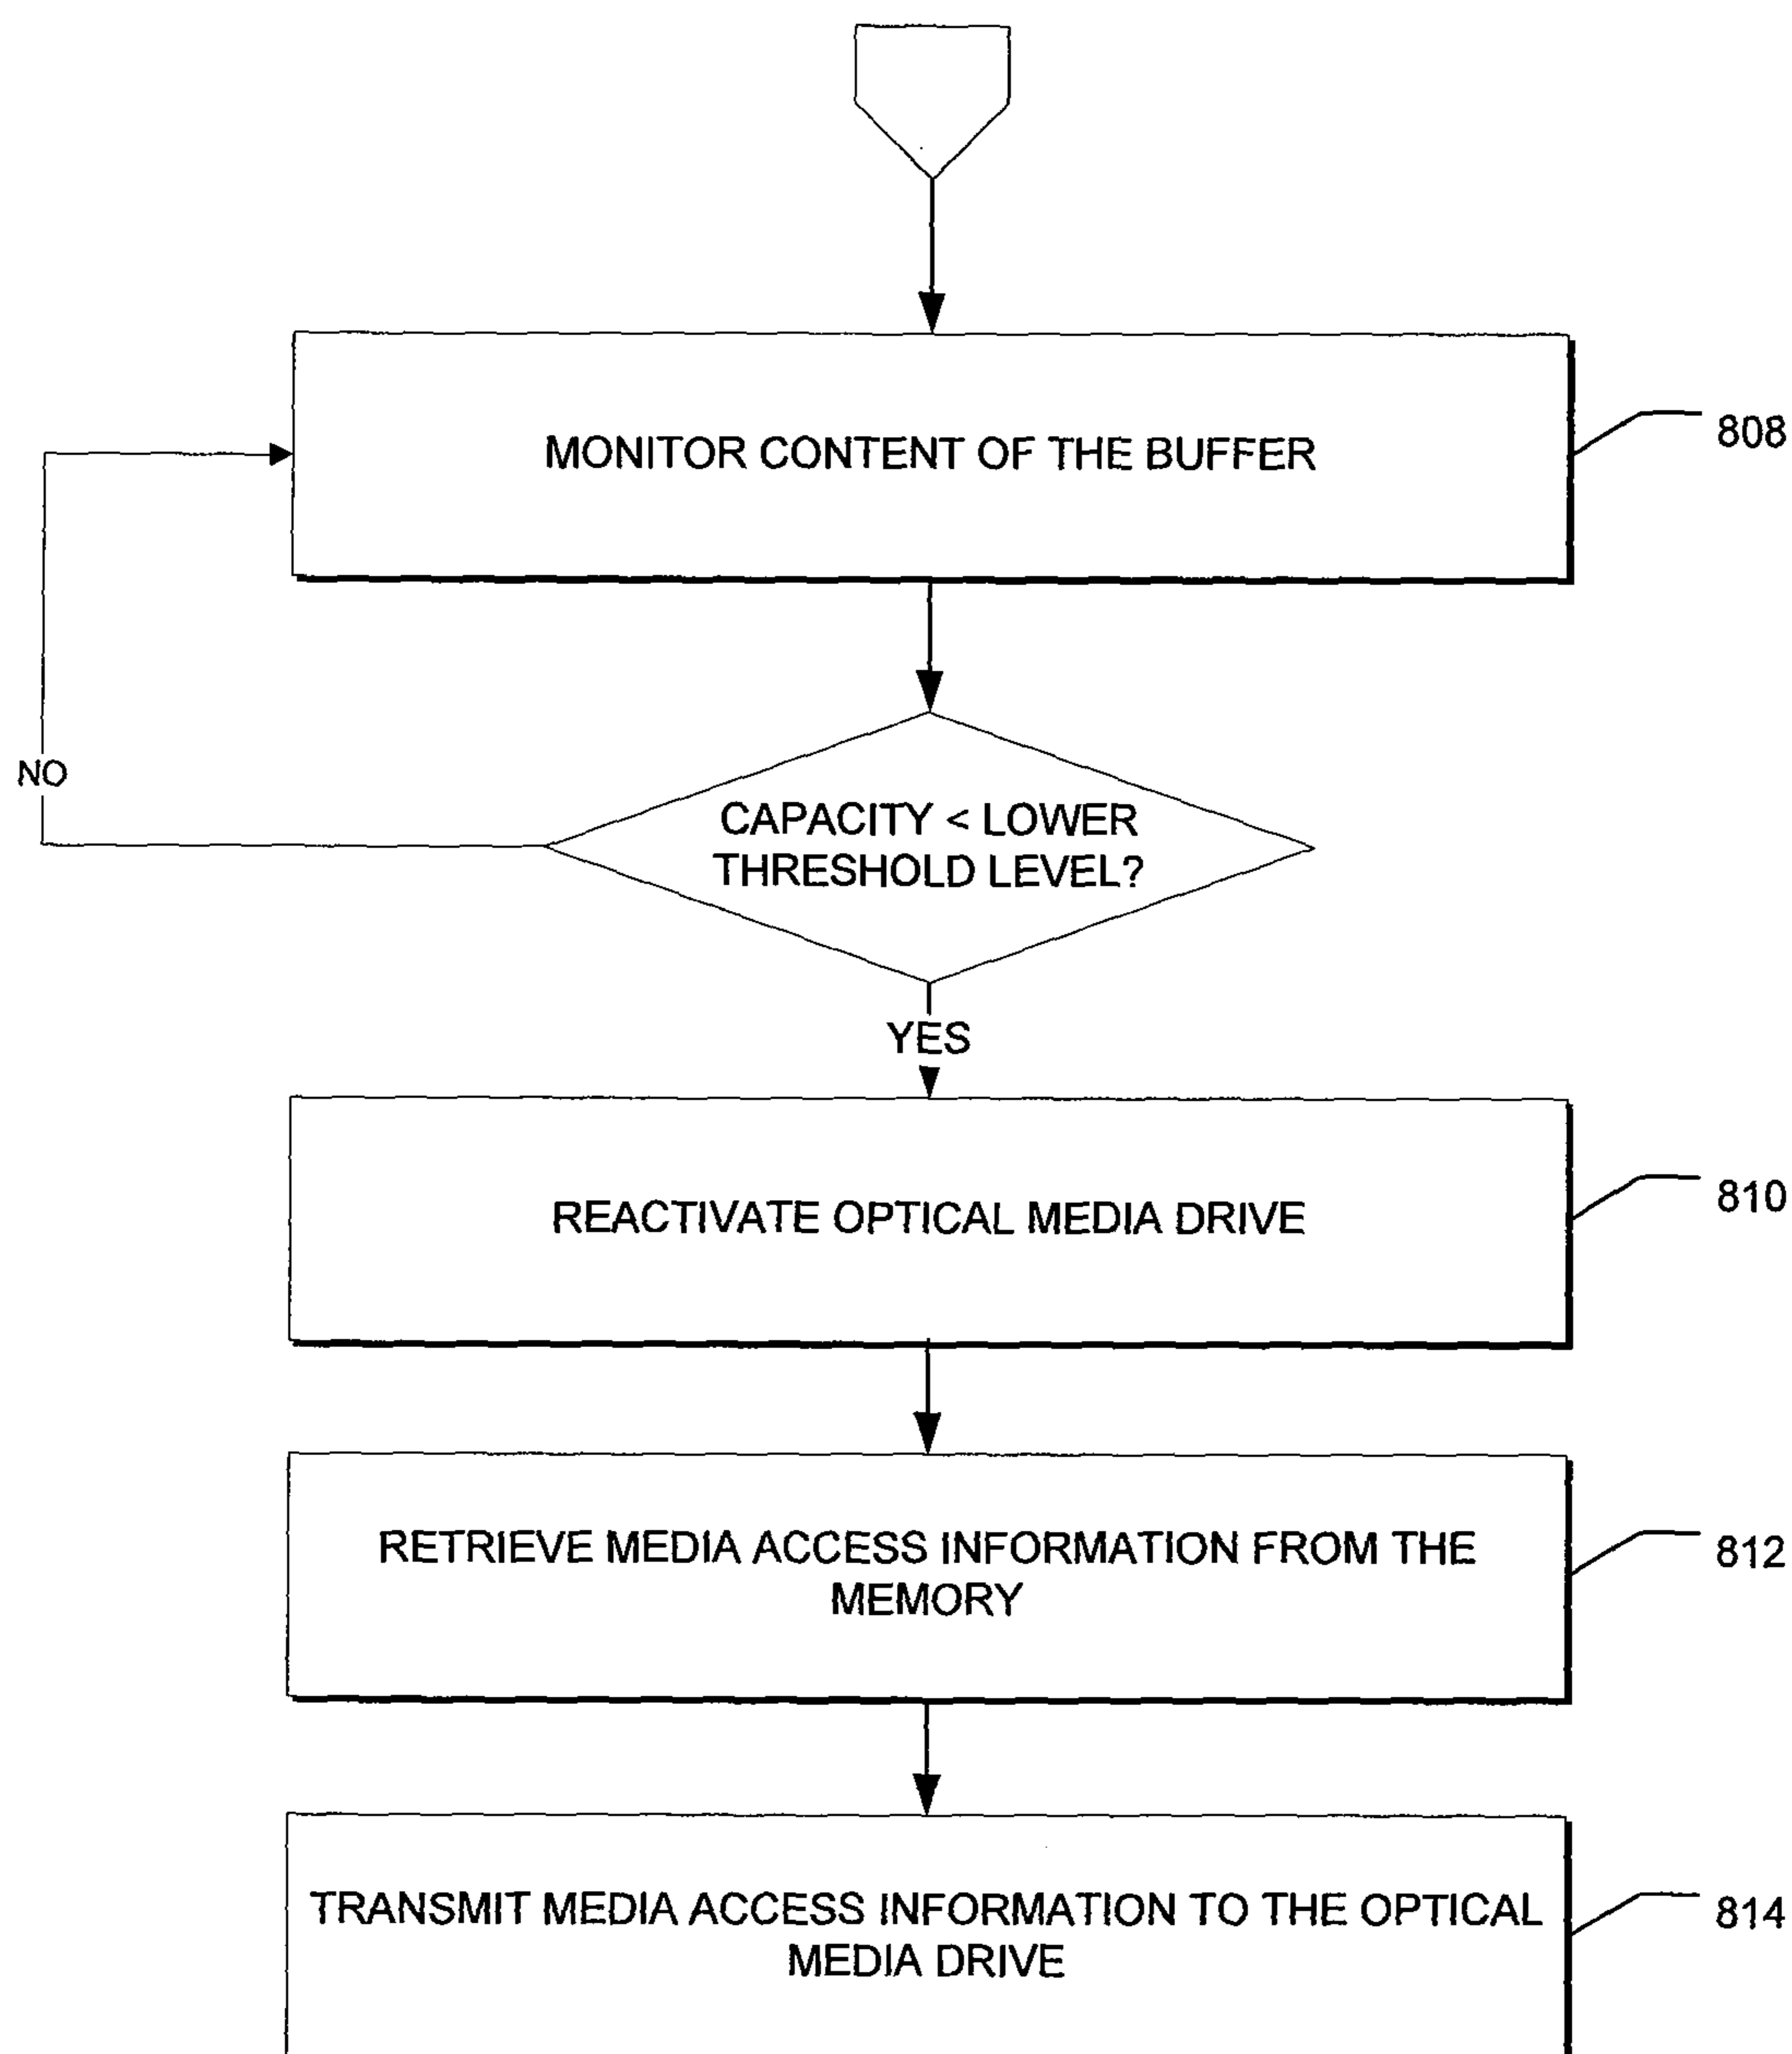 MONITOR CONTENT OF THE BUFFER
808
NO
CAPACITY < LOWER
THRESHOLD LEVEL?
YES
REACTIVATE OPTICAL MEDIA DRIVE
810
RETRIEVE MEDIA ACCESS INFORMATION FROM THE
MEMORY
812
TRANSMIT MEDIA ACCESS INFORMATION TO THE OPTICAL
MEDIA DRIVE
814